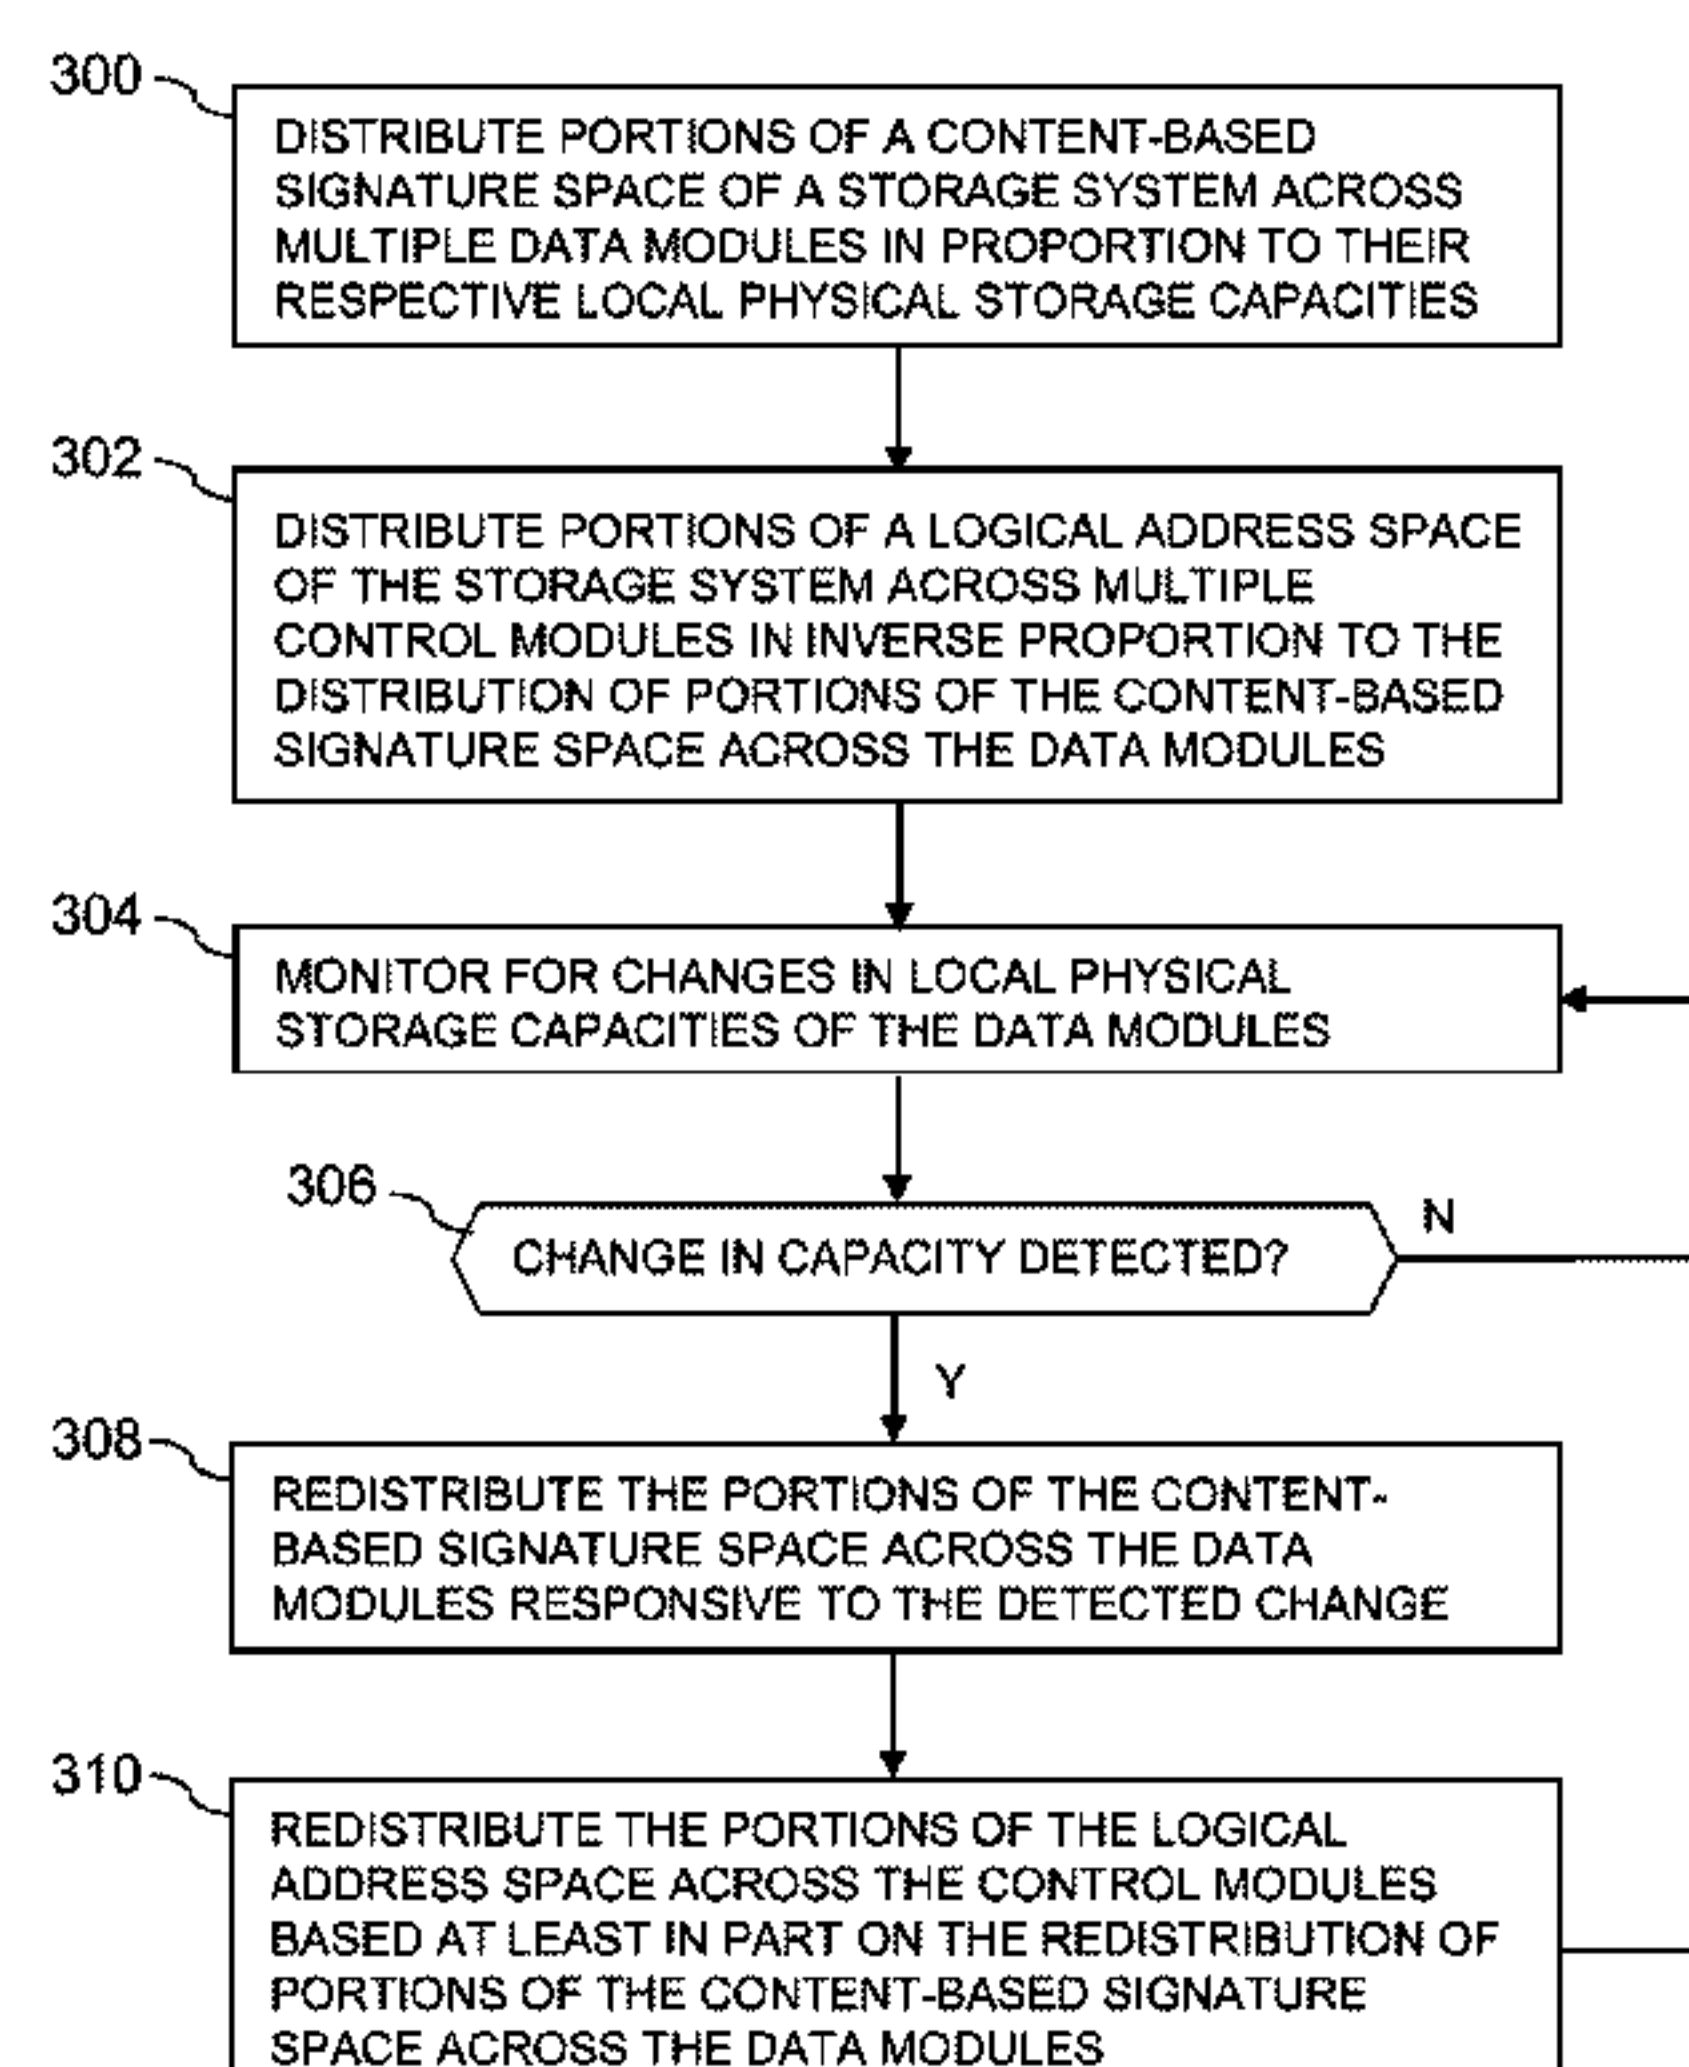 300
DISTRIBUTE PORTIONS OF A CONTENT-BASED
SIGNATURE SPACE OF A STORAGE SYSTEM ACROSS
MULTIPLE DATA MODULES IN PROPORTION TO THEIR
RESPECTIVE LOCAL PHYSICAL STORAGE CAPACITIES
302
DISTRIBUTE PORTIONS OF A LOGICAL ADDRESS SPACE
OF THE STORAGE SYSTEM ACROSS MULTIPLE
CONTROL MODULES IN INVERSE PROPORTION TO THE
DISTRIBUTION OF PORTIONS OF THE CONTENT-BASED
SIGNATURE SPACE ACROSS THE DATA MODULES
304
MONITOR FOR CHANGES IN LOCAL PHYSICAL
STORAGE CAPACITIES OF THE DATA MODULES
306
CHANGE IN CAPACITY DETECTED?
N
Y
308
REDISTRIBUTE THE PORTIONS OF THE CONTENT-
BASED SIGNATURE SPACE ACROSS THE DATA
MODULES RESPONSIVE TO THE DETECTED CHANGE
310
REDISTRIBUTE THE PORTIONS OF THE LOGICAL
ADDRESS SPACE ACROSS THE CONTROL MODULES
BASED AT LEAST IN PART ON THE REDISTRIBUTION OF
PORTIONS OF THE CONTENT-BASED SIGNATURE
SPACE ACROSS THE DATA MODULES